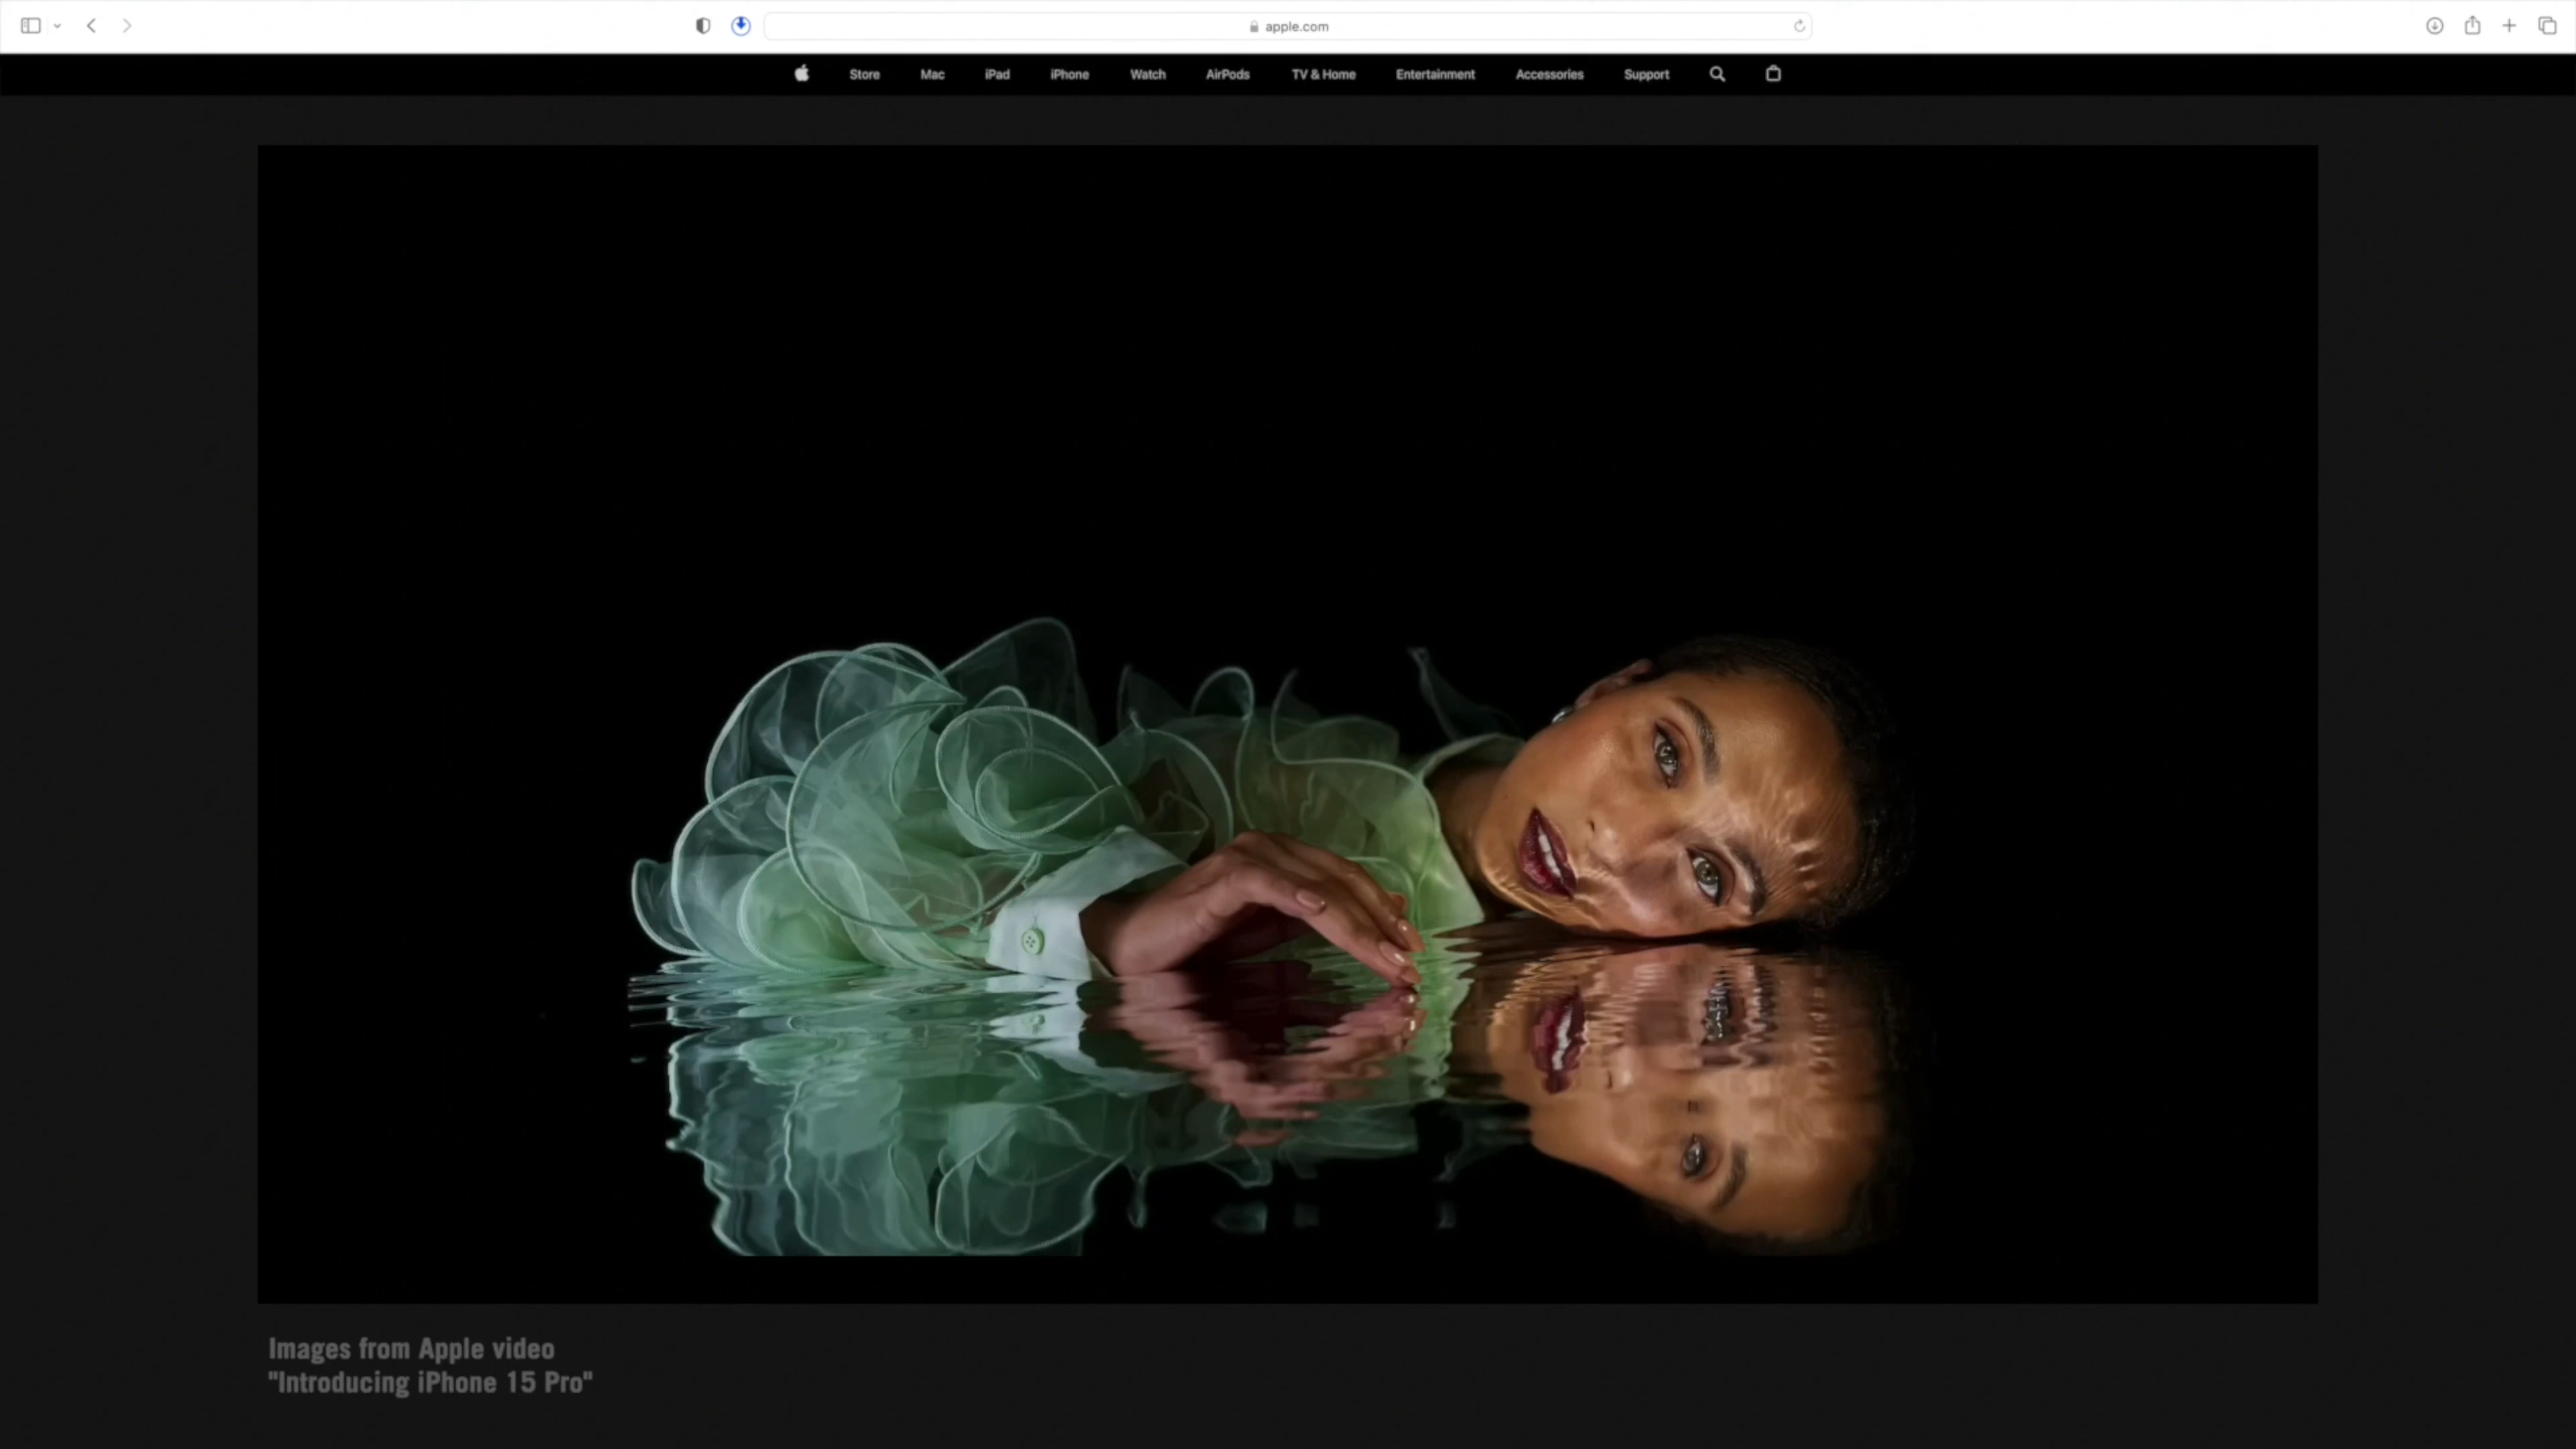 apple.com
Store Mac iPad iPhone Watch AirPods TV & Home Entertainment Accessories Support
Images from Apple video
"Introducing iPhone 15 Pro"